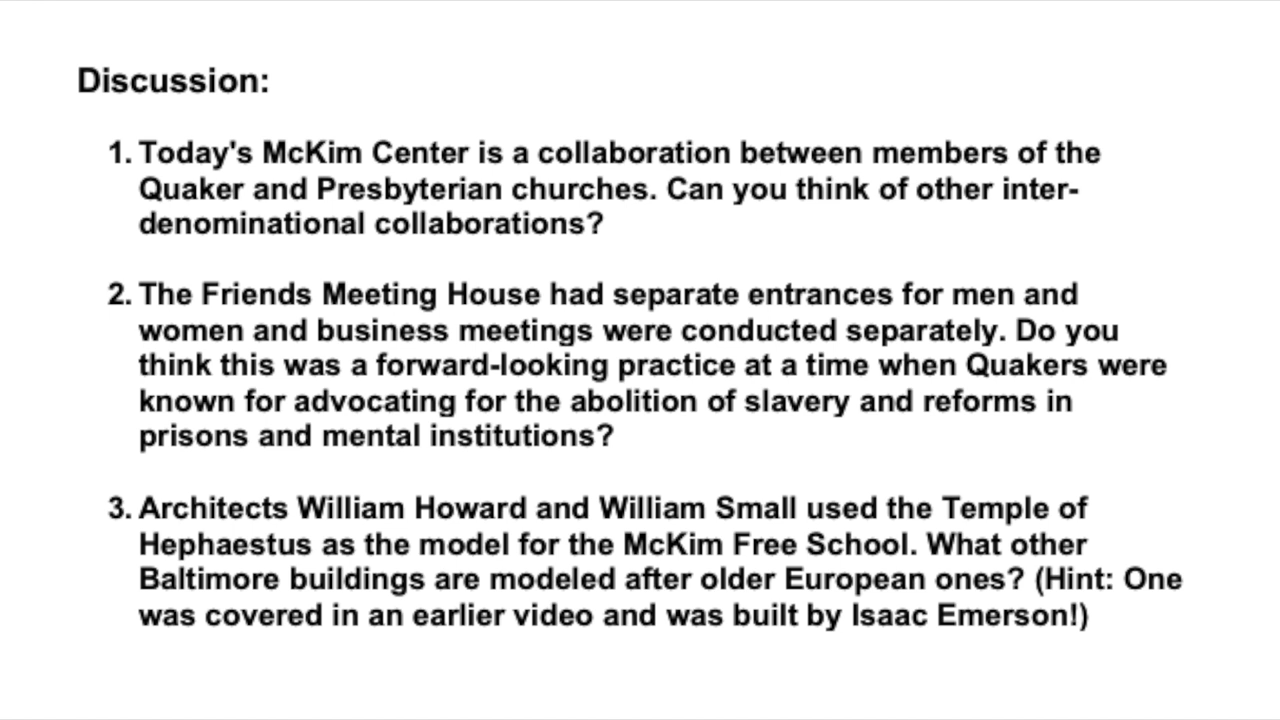 Discussion:
1. Today's McKim Center is a collaboration between members of the
Quaker and Presbyterian churches. Can you think of other inter-
denominational collaborations?
2. The Friends Meeting House had separate entrances for men and
women and business meetings were conducted separately. Do you
think this was a forward-looking practice at a time when Quakers were
known for advocating for the abolition of slavery and reforms in
prisons and mental institutions?
3. Architects William Howard and William Small used the Temple of
Hephaestus as the model for the McKim Free School. What other
Baltimore buildings are modeled after older European ones? (Hint: One
was covered in an earlier video and was built by Isaac Emerson!)